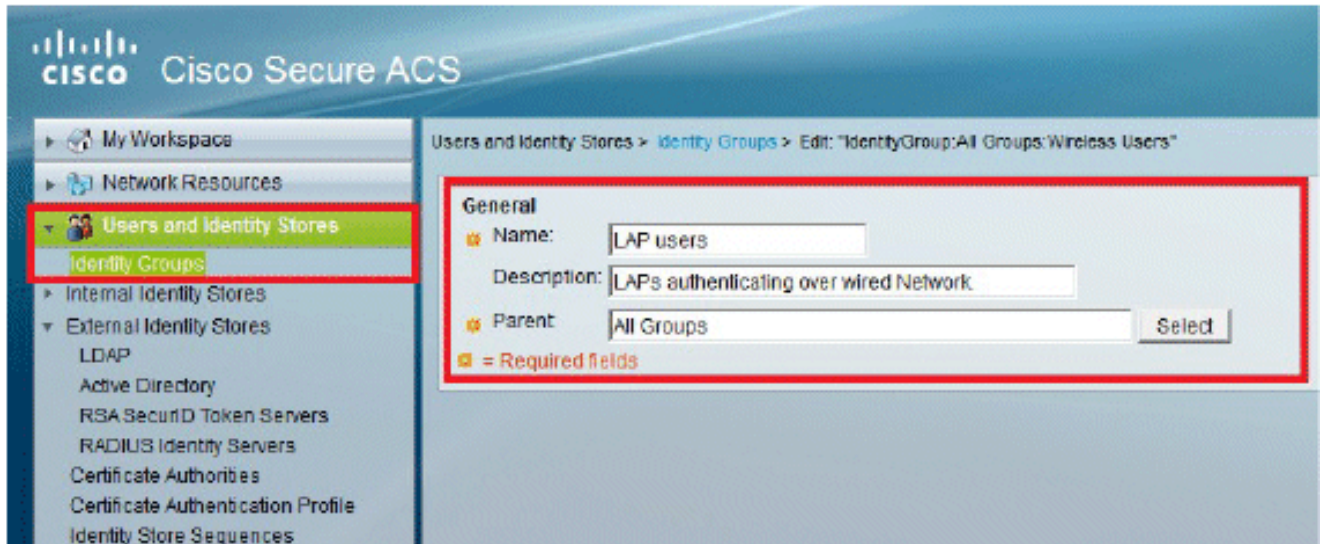 CISCO Cisco Secure ACS
My Workspace
Network Resources
Users and Identity Stores
Identity Groups
Internal Identity Stores
External Identity Stores
LDAP
Active Directory
RSA SecurID Token Servers
RADIUS Identity Servers
Certificate Authorities
Certificate Authentication Profile
Identity Store Sequences
Users and Identity Stores > Identity Groups > Edit: "IdentityGroup:All Groups:Wireless Users"
General
Name: LAP users
Description: LAPs authenticating over wired Network
Parent: All Groups Select
= Required fields